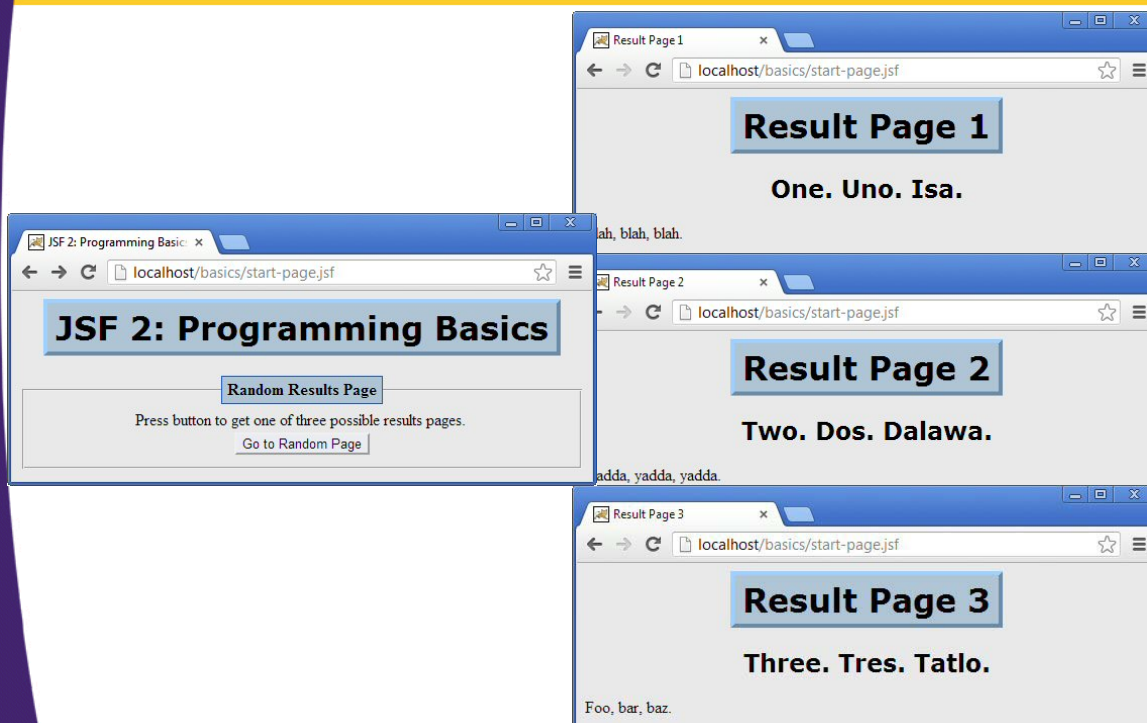 JSF 2: Programming Basic
localhost/basics/start-page.jsf
JSF 2: Programming Basics
Random Results Page
Press button to get one of three possible results pages.
Go to Random Page
Result Page 1
localhost/basics/start-page.jsf
Result Page 1
One. Uno. Isa.
blah, blah.
Result Page 2
localhost/basics/start-page.jsf
Result Page 2
Two. Dos. Dalawa.
yadda, yadda.
Result Page 3
localhost/basics/start-page.jsf
Result Page 3
Three. Tres. Tatlo.
Foo, bar, baz.